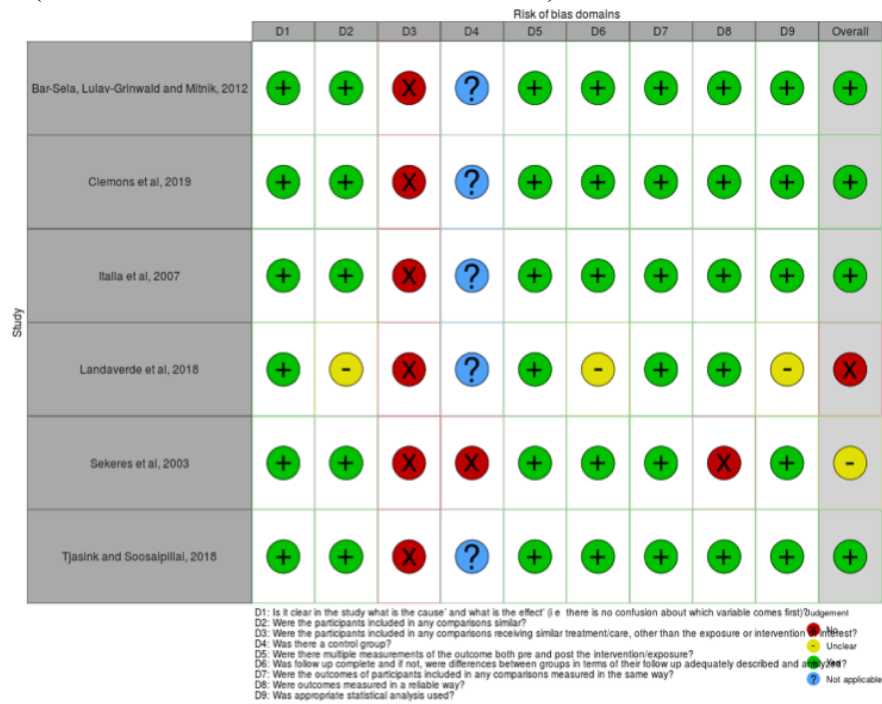 Risk of bias domains
D1 D2 D3 D4 D5 D6 D7 D8 D9 Overall
Study
Bar-Sela, Lulav-Grinwald and Mitnik, 2012 + + X ? + + + + + +
Clemons et al, 2019 + + X ? + + + + + +
Italia et al, 2007 + + X ? + + + + + +
Landaverde et al, 2018 + - X ? + - + + - X
Sekeres et al, 2003 + + X X + + + X + -
Tjasink and Soosaipillai, 2018 + + X ? + + + + + +
D1: Is it clear in the study what is the cause' and what is the effect' (i e there is no confusion about which variable comes first)?
D2: Were the participants included in any comparisons similar?
D3: Were the participants included in any comparisons receiving similar treatment/care, other than the exposure or intervention of interest?
D4: Was there a control group?
D5: Were there multiple measurements of the outcome both pre and post the intervention/exposure?
D6: Was follow up complete and if not, were differences between groups in terms of their follow up adequately described and analyzed?
D7: Were the outcomes of participants included in any comparisons measured in the same way?
D8: Were outcomes measured in a reliable way?
D9: Was appropriate statistical analysis used?
Judgement
X No
- Unclear
+ Yes
? Not applicable